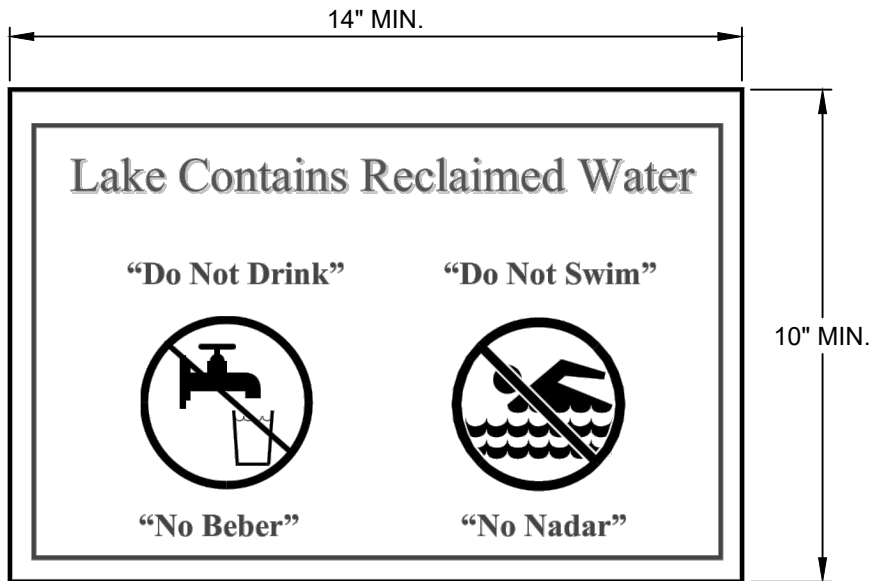 14" MIN.
Lake Contains Reclaimed Water
“Do Not Drink” “Do Not Swim”
10" MIN.
“No Beber” “No Nadar”